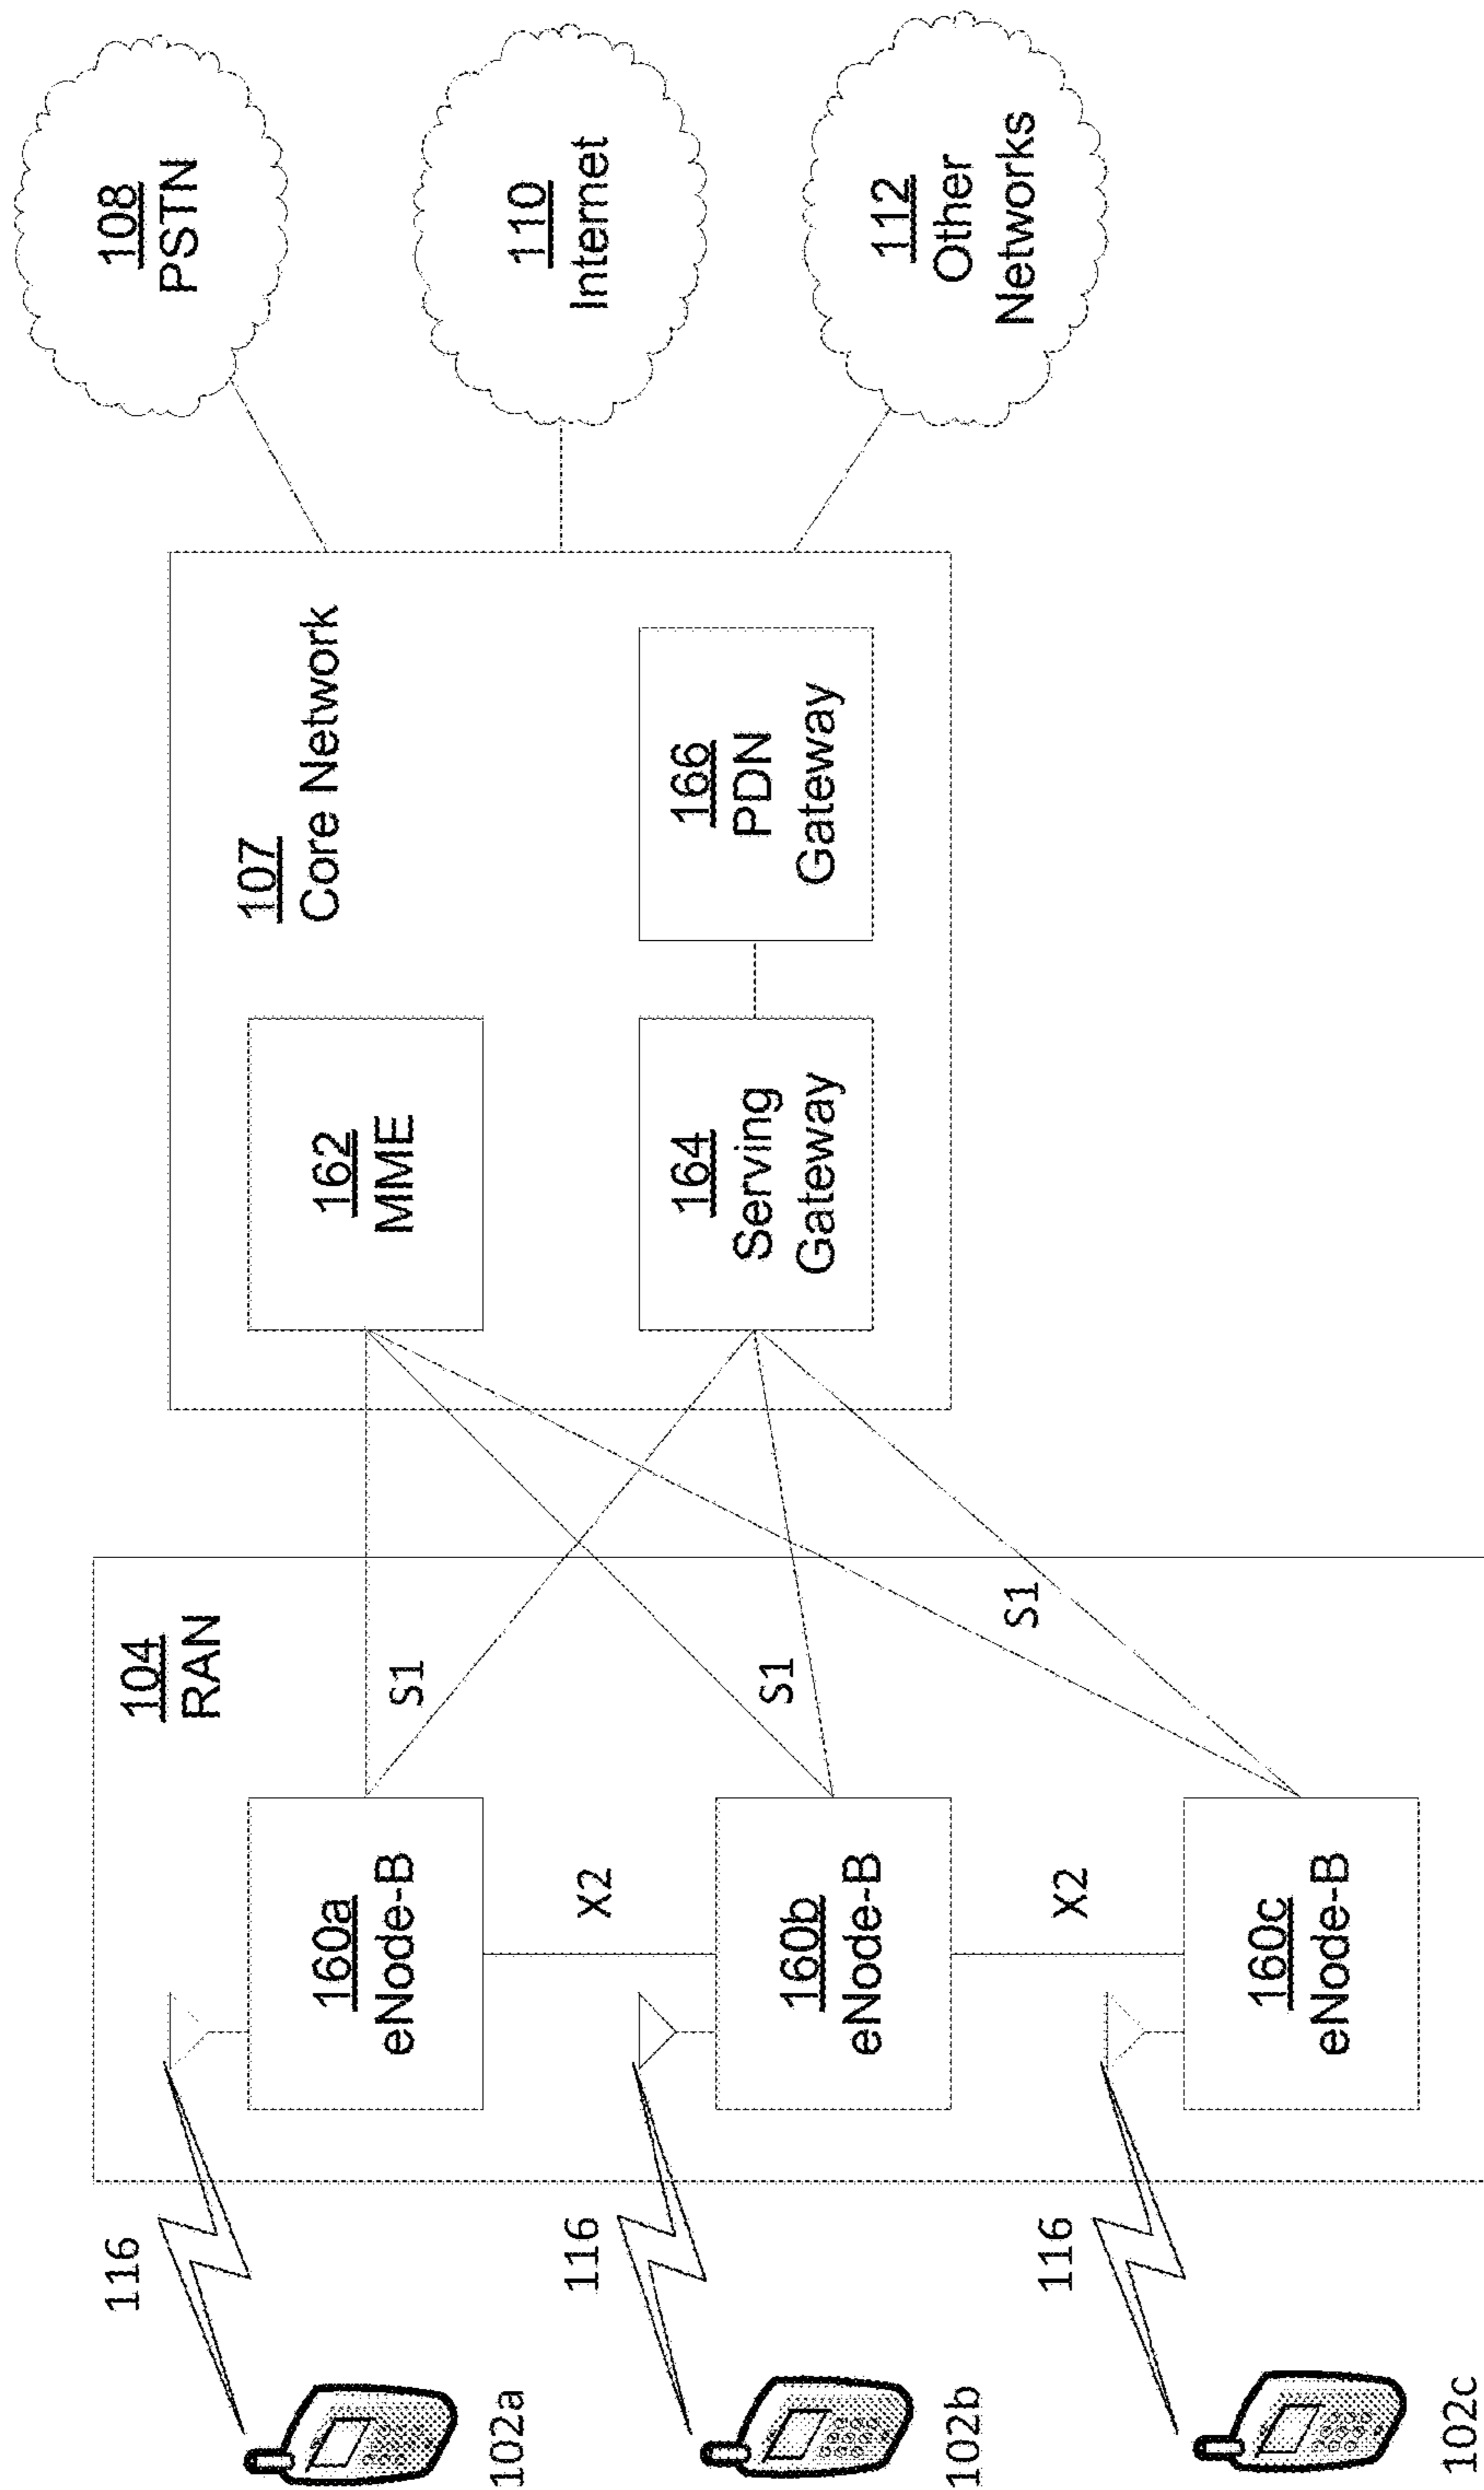 116
102a
104
RAN
160a
eNode-B
S1
X2
116
102b
160b
eNode-B
S1
X2
116
102c
160c
eNode-B
S1
107
Core Network
162
MME
164
Serving
Gateway
166
PDN
Gateway
108
PSTN
110
Internet
112
Other
Networks